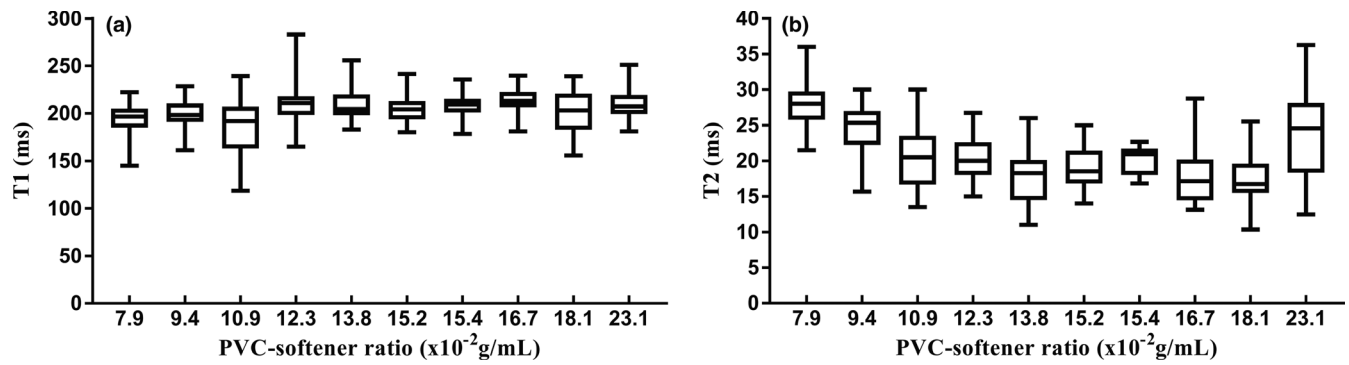 (a)
T1 (ms)
300
250
200
150
200
50
0
7.9 9.4 10.9 12.3 13.8 15.2 15.4 16.7 18.1 23.1
PVC-softener ratio (x10⁻²g/mL)
(b)
T2 (ms)
40
35
30
25
20
15
10
5
0
7.9 9.4 10.9 12.3 13.8 15.2 15.4 16.7 18.1 23.1
PVC-softener ratio (x10⁻²g/mL)